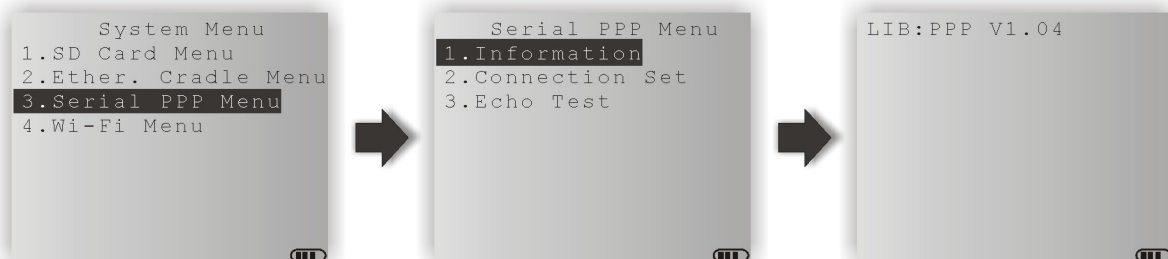 System Menu
1.SD Card Menu
2.Ether. Cradle Menu
3.Serial PPP Menu
4.Wi-Fi Menu
Serial PPP Menu
1.Information
2.Connection Set
3.Echo Test
LIB:PPP V1.04